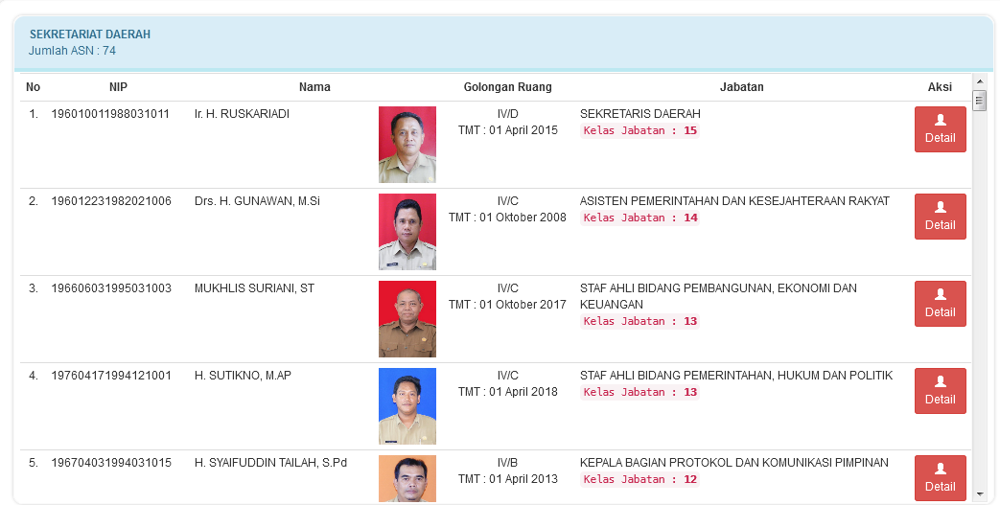 SEKRETARIAT DAERAH
Jumlah ASN : 74
No NIP Nama Golongan Ruang Jabatan Aksi
1. 196010011988031011 Ir. H. RUSKARIADI IV/D SEKRETARIS DAERAH
TMT : 01 April 2015 Kelas Jabatan : 15
Detail
2. 196012231982021006 Drs. H. GUNAWAN, M.Si IV/C ASISTEN PEMERINTAHAN DAN KESEJAHTERAAN RAKYAT
TMT : 01 Oktober 2008 Kelas Jabatan : 14
Detail
3. 196606031995031003 MUKHLIS SURIANI, ST IV/C STAF AHLI BIDANG PEMBANGUNAN, EKONOMI DAN
TMT : 01 Oktober 2017 KEUANGAN
Kelas Jabatan : 13
Detail
4. 197604171994121001 H. SUTIKNO, M.AP IV/C STAF AHLI BIDANG PEMERINTAHAN, HUKUM DAN POLITIK
TMT : 01 April 2018 Kelas Jabatan : 13
Detail
5. 196704031994031015 H. SYAIFUDDIN TAILAH, S.Pd IV/B KEPALA BAGIAN PROTOKOL DAN KOMUNIKASI PIMPINAN
TMT : 01 April 2013 Kelas Jabatan : 12
Detail